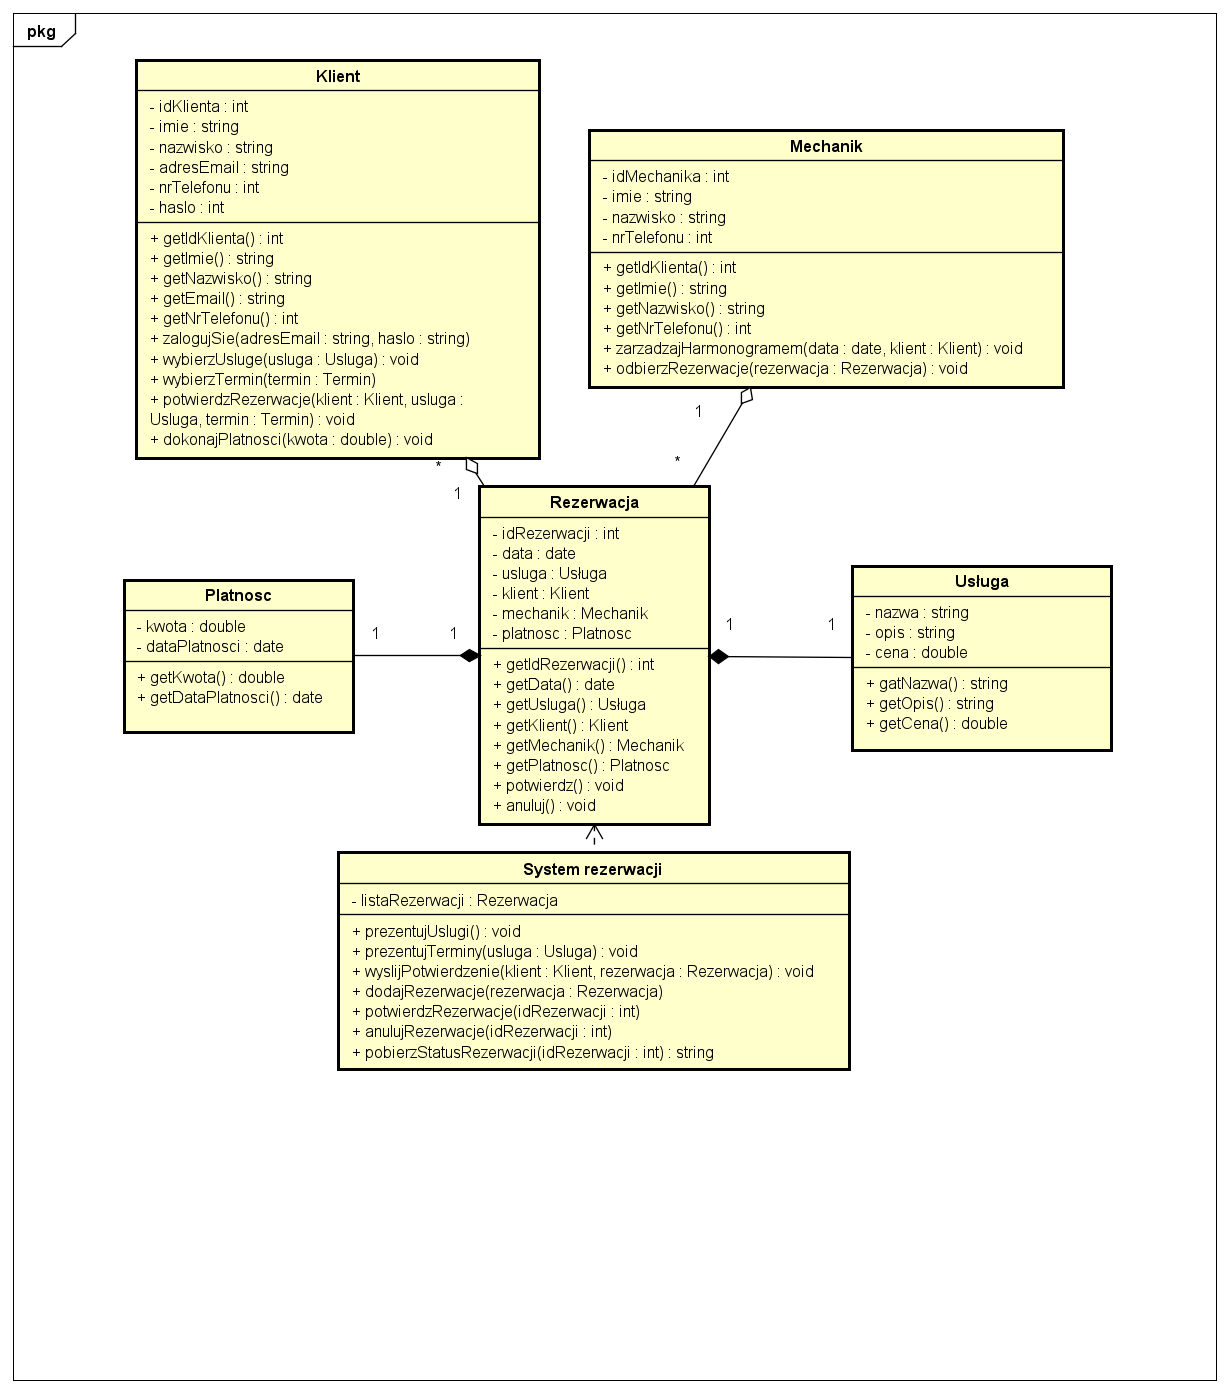 pkg
Klient
- idKlienta : int
- imie : string
- nazwisko : string
- adresEmail : string
- nrTelefonu : int
- haslo : int
+ getIdKlienta() : int
+ getImie() : string
+ getNazwisko() : string
+ getEmail() : string
+ getNrTelefonu() : int
+ zalogujSie(adresEmail : string, haslo : string)
+ wybierzUsluge(usluga : Usluga) : void
+ wybierzTermin(termin : Termin)
+ potwierdzRezerwacje(klient : Klient, usluga :
Usluga, termin : Termin) : void
+ dokonajPlatnosci(kwota : double) : void
Mechanik
- idMechanika : int
- imie : string
- nazwisko : string
- nrTelefonu : int
+ getIdKlienta() : int
+ getImie() : string
+ getNazwisko() : string
+ getNrTelefonu() : int
+ zarzadzajHarmonogramem(data : date, klient : Klient) : void
+ odbierzRezerwacje(rezerwacja : Rezerwacja) : void
1
*
*
1
Rezerwacja
- idRezerwacji : int
- data : date
- usluga : Usługa
- klient : Klient
- mechanik : Mechanik
- platnosc : Platnosc
+ getIdRezerwacji() : int
+ getData() : date
+ getUsluga() : Usługa
+ getKlient() : Klient
+ getMechanik() : Mechanik
+ getPlatnosc() : Platnosc
+ potwierdz() : void
+ anuluj() : void
Platnosc
- kwota : double
- dataPlatnosci : date
+ getKwota() : double
+ getDataPlatnosci() : date
1
1
1
1
Usługa
- nazwa : string
- opis : string
- cena : double
+ gatNazwa() : string
+ getOpis() : string
+ getCena() : double
System rezerwacji
- listaRezerwacji : Rezerwacja
+ prezentujUslugi() : void
+ prezentujTerminy(usluga : Usluga) : void
+ wyslijPotwierdzenie(klient : Klient, rezerwacja : Rezerwacja) : void
+ dodajRezerwacje(rezerwacja : Rezerwacja)
+ potwierdzRezerwacje(idRezerwacji : int)
+ anulujRezerwacje(idRezerwacji : int)
+ pobierzStatusRezerwacji(idRezerwacji : int) : string